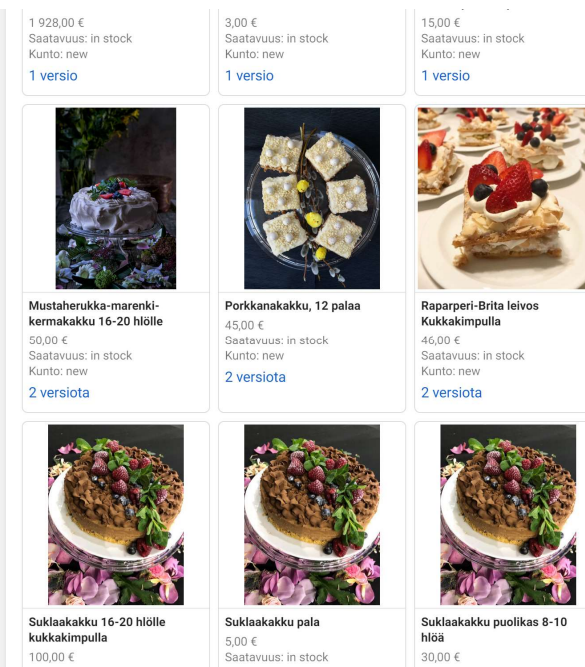 1 928,00 €
Saatavuus: in stock
Kunto: new
1 versio
3,00 €
Saatavuus: in stock
Kunto: new
1 versio
15,00 €
Saatavuus: in stock
Kunto: new
1 versio
Mustaherukka-marenki-
kermakakku 16-20 hlölle
50,00 €
Saatavuus: in stock
Kunto: new
2 versiota
Porkkanakakku, 12 palaa
45,00 €
Saatavuus: in stock
Kunto: new
2 versiota
Raparperi-Brita leivos
Kukkakimpulla
46,00 €
Saatavuus: in stock
Kunto: new
2 versiota
Suklaakakku 16-20 hlölle
kukkakimpulla
100,00 €
Suklaakakku pala
5,00 €
Saatavuus: in stock
Suklaakakku puolikas 8-10
hlöä
30,00 €